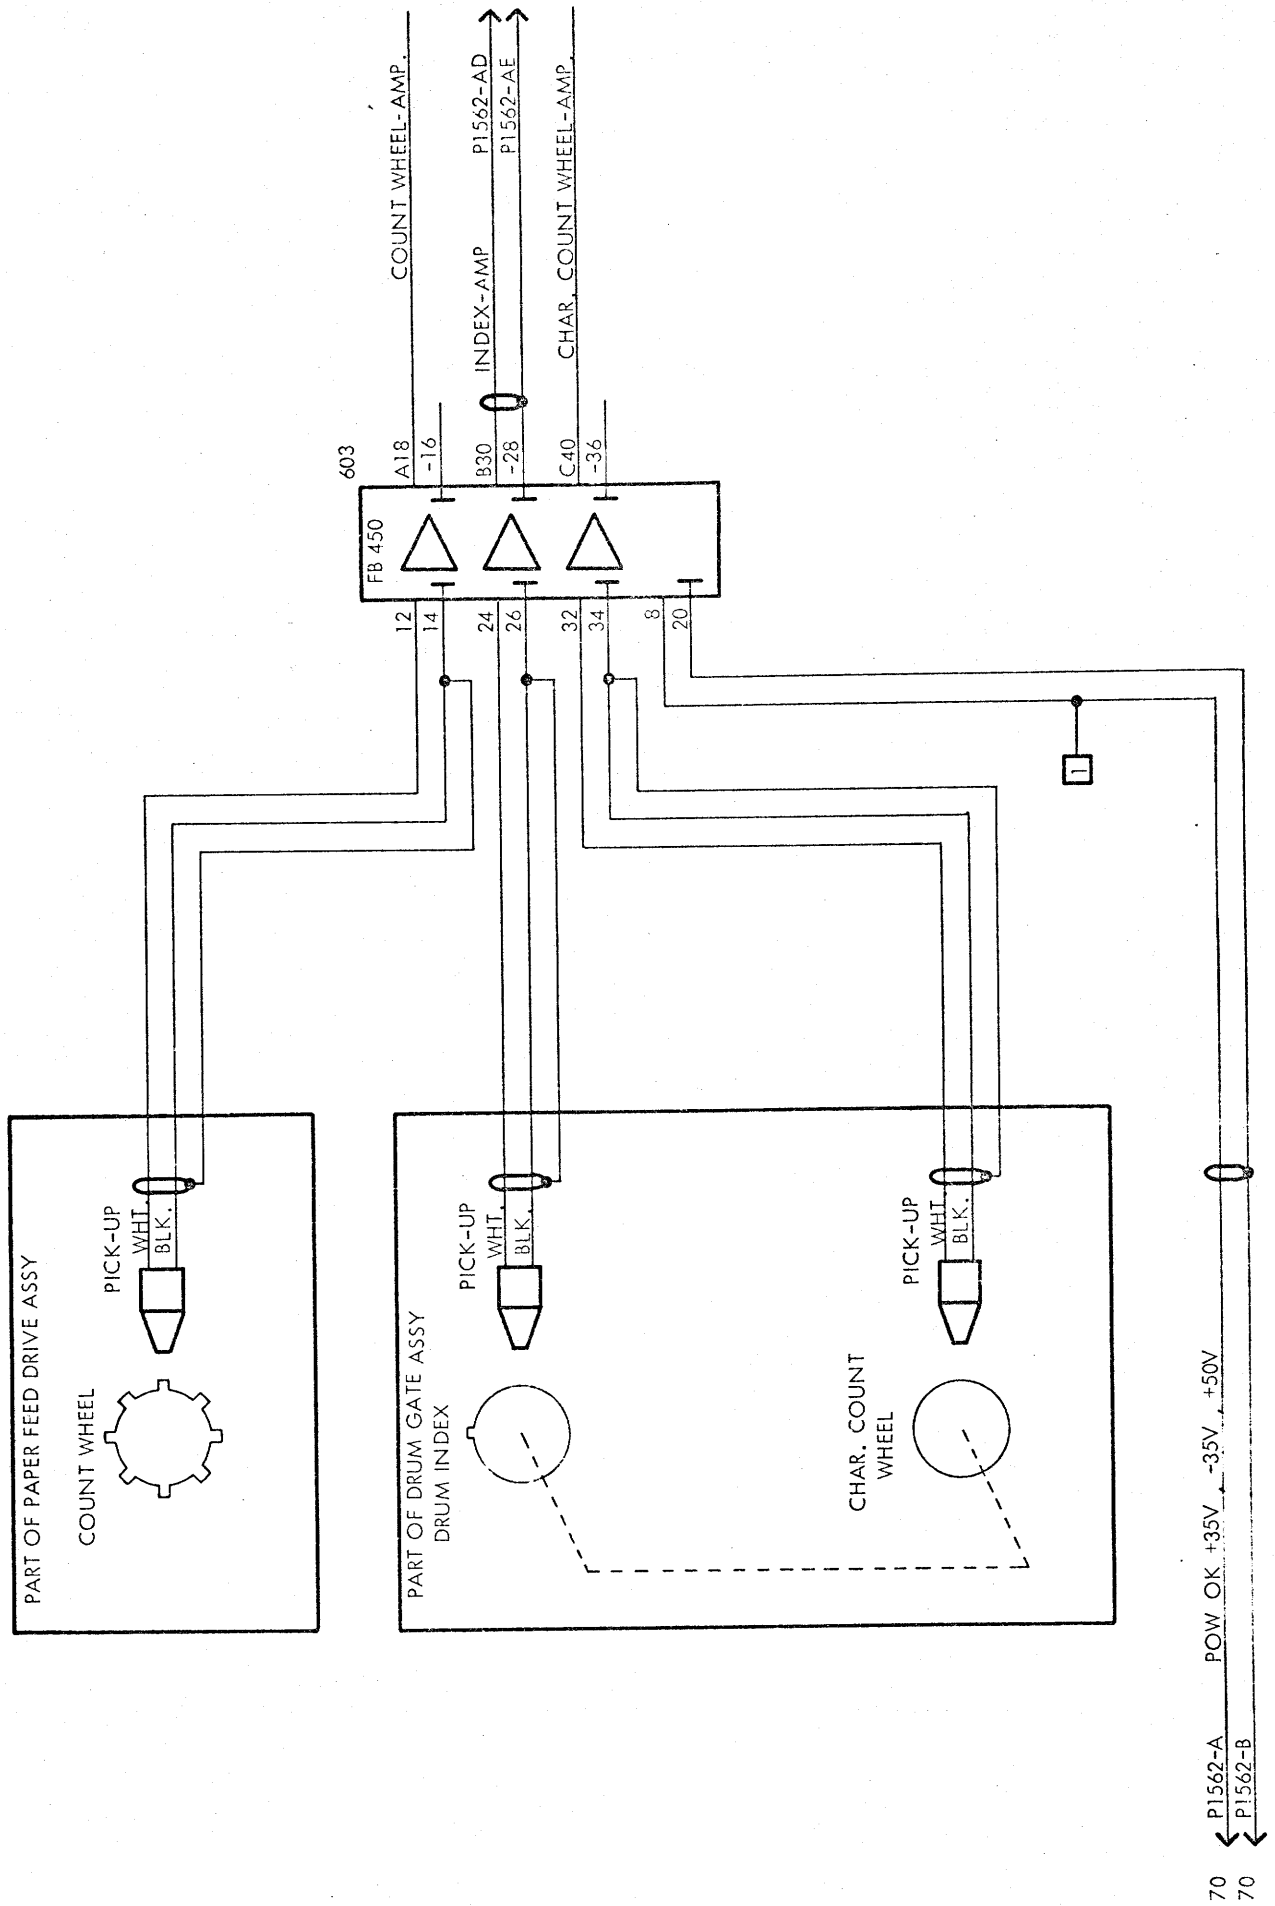 PART OF PAPER FEED DRIVE ASSY
COUNT WHEEL
PICK-UP
WHT.
BLK.
PART OF DRUM GATE ASSY
DRUM INDEX
PICK-UP
WHT.
BLK.
CHAR. COUNT
WHEEL
PICK-UP
WHT.
BLK.
603
FB 450
12
14
24
26
32
34
8
20
A18
-16
B30
-28
C40
-36
COUNT WHEEL-AMP.
INDEX-AMP P1562-AD
P1562-AE
CHAR. COUNT WHEEL-AMP.
1
70 P1562-A POW OK +35V , -35V , +50V
70 P1562-B